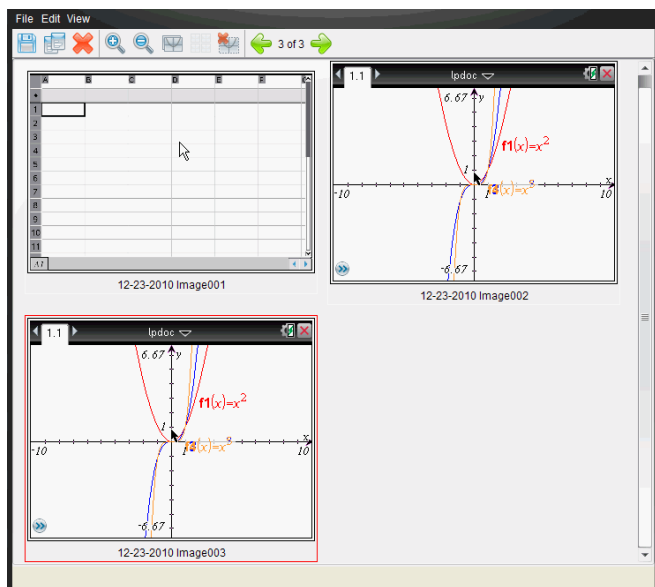 File Edit View
3 of 3
A B C D E F
1
2
3
4
5
6
7
8
9
10
11
A1
12-23-2010 Image001
1.1 lpdoc
6.67 y
f1(x)=x2
1
x
-10 1 10
-6.67
12-23-2010 Image002
1.1 lpdoc
6.67 y
f1(x)=x2
1
x
-10 1 10
-6.67
12-23-2010 Image003